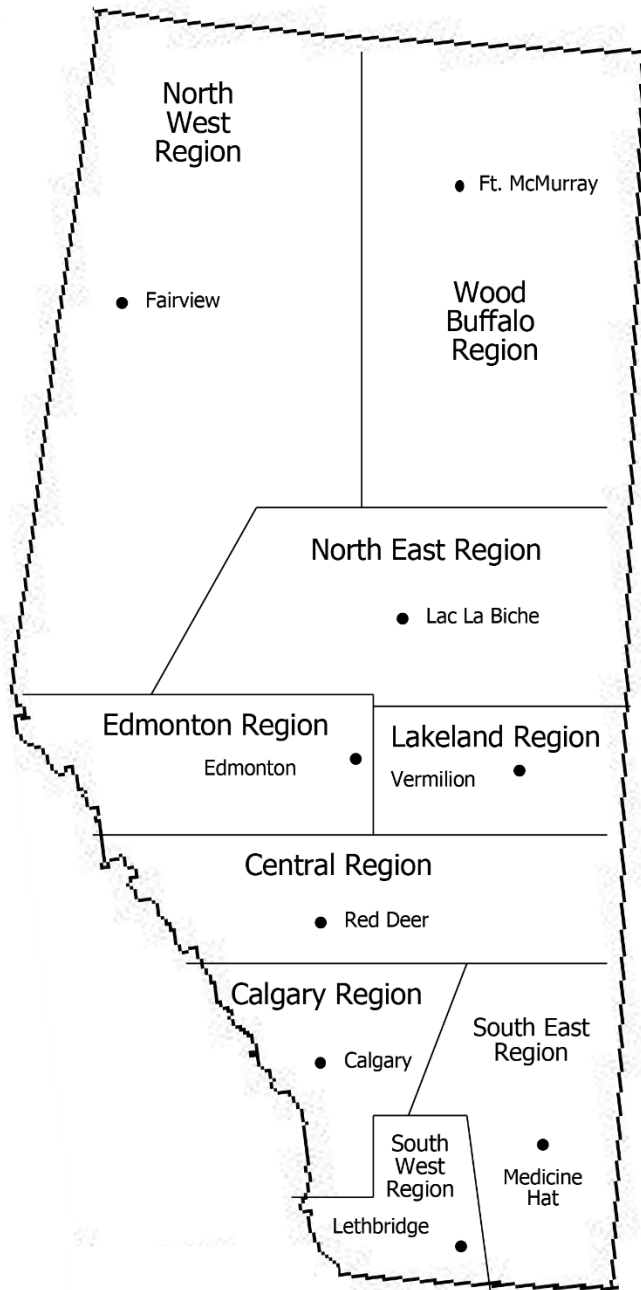 North
West
Region
Ft. McMurray
Fairview
Wood
Buffalo
Region
North East Region
Lac La Biche
Edmonton Region
Edmonton
Lakeland Region
Vermilion
Central Region
Red Deer
Calgary Region
Calgary
South East
Region
South
West
Region
Medicine
Hat
Lethbridge